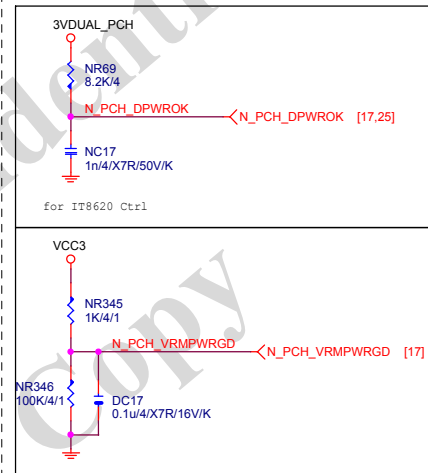 3VDUAL_PCH
NR69
8.2K/4
N_PCH_DPWROK
N_PCH_DPWROK [17,25]
NC17
1n/4/X7R/50V/K
for IT8620 Ctrl
VCC3
NR345
1K/4/1
N_PCH_VRMPWRGD
N_PCH_VRMPWRGD [17]
NR346
100K/4/1
DC17
0.1u/4/X7R/16V/K
Copy